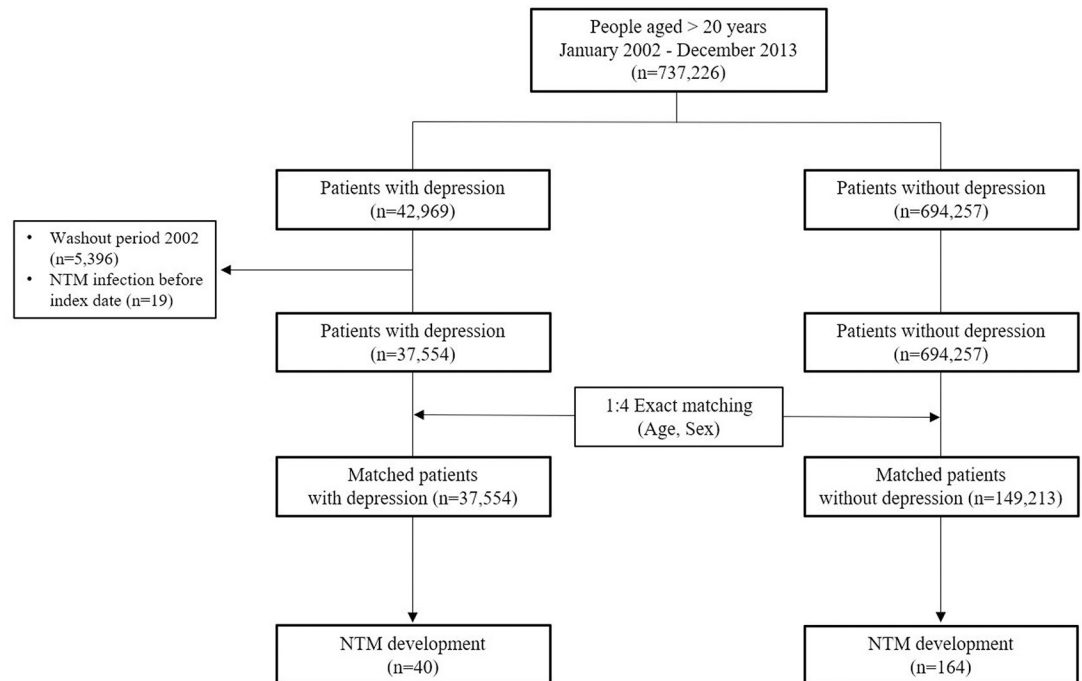 People aged > 20 years
January 2002 - December 2013
(n=737,226)
Patients with depression
(n=42,969)
Patients without depression
(n=694,257)
• Washout period 2002
(n=5,396)
• NTM infection before
index date (n=19)
Patients with depression
(n=37,554)
Patients without depression
(n=694,257)
1:4 Exact matching
(Age, Sex)
Matched patients
with depression (n=37,554)
Matched patients
without depression (n=149,213)
NTM development
(n=40)
NTM development
(n=164)